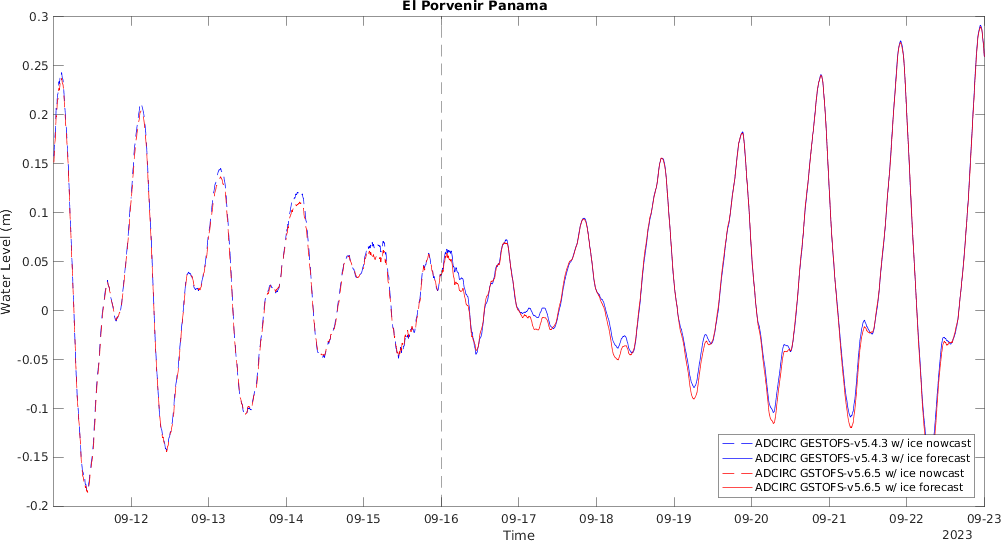 El Porvenir Panama
0.3
0.25
0.2
0.15
0.1
0.05
0
-0.05
-0.1
-0.15
-0.2
Water Level (m)
ADCIRC GESTOFS-v5.4.3 w/ ice nowcast
ADCIRC GESTOFS-v5.4.3 w/ ice forecast
ADCIRC GSTOFS-v5.6.5 w/ ice nowcast
ADCIRC GSTOFS-v5.6.5 w/ ice forecast
09-12 09-13 09-14 09-15 09-16 09-17 09-18 09-19 09-20 09-21 09-22 09-23
Time
2023